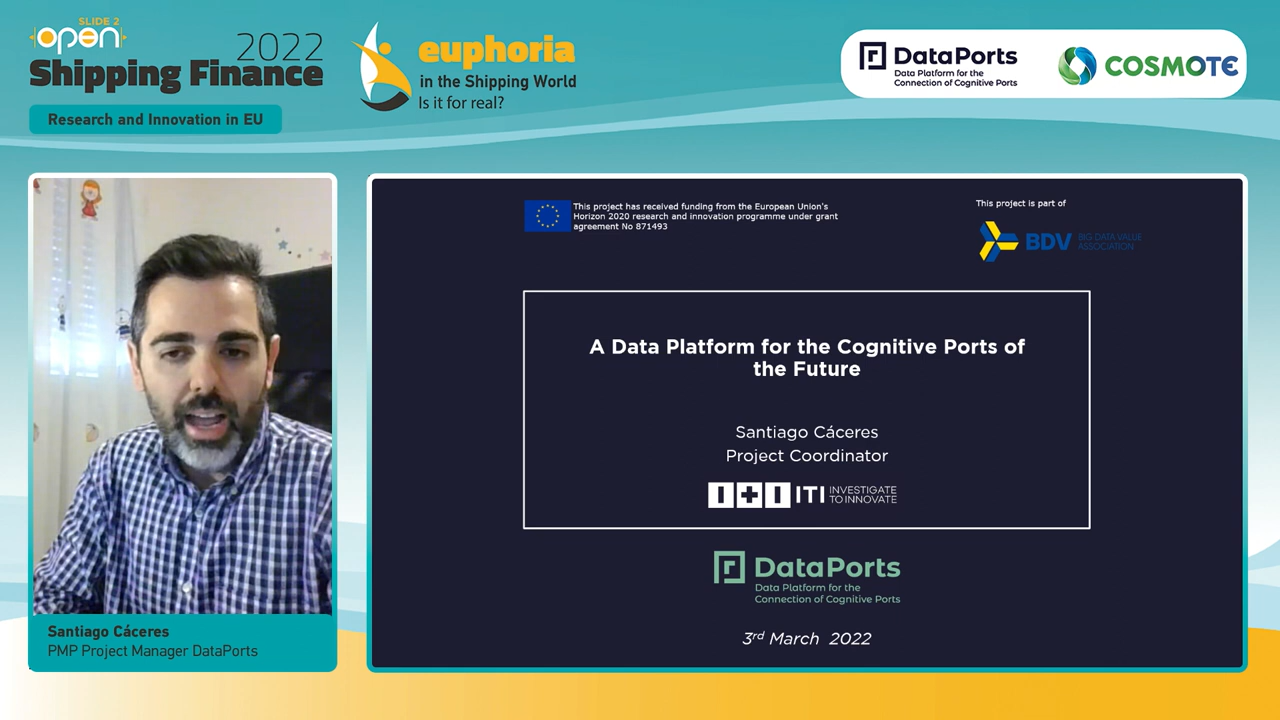 SLIDE 2
open
Shipping Finance
2022
Research and Innovation in EU
euphoria
in the Shipping World
Is it for real?
DataPorts
Data Platform for the
Connection of Cognitive Ports
COSMOTE
This project has received funding from the European Union's
Horizon 2020 research and innovation programme under grant
agreement No 871493
This project is part of
BDV
BIG DATA VALUE
ASSOCIATION
A Data Platform for the Cognitive Ports of
the Future
Santiago Cáceres
Project Coordinator
ITI
ITI
INVESTIGATE
TO INNOVATE
DataPorts
Data Platform for the
Connection of Cognitive Ports
3rd March 2022
Santiago Cáceres
PMP Project Manager DataPorts